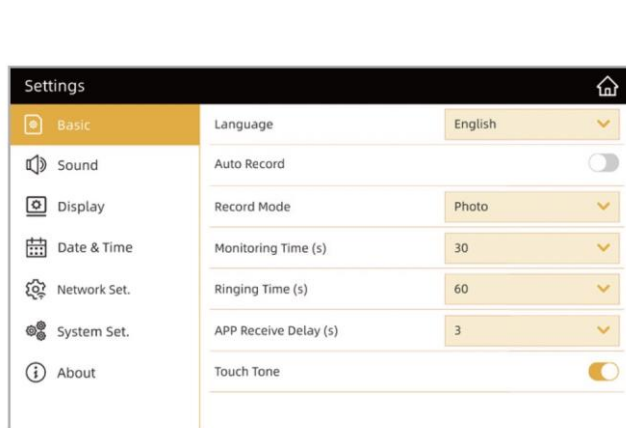 Settings
Basic
Sound
Display
Date & Time
Network Set.
System Set.
About
Language English
Auto Record
Record Mode Photo
Monitoring Time (s) 30
Ringing Time (s) 60
APP Receive Delay (s) 3
Touch Tone